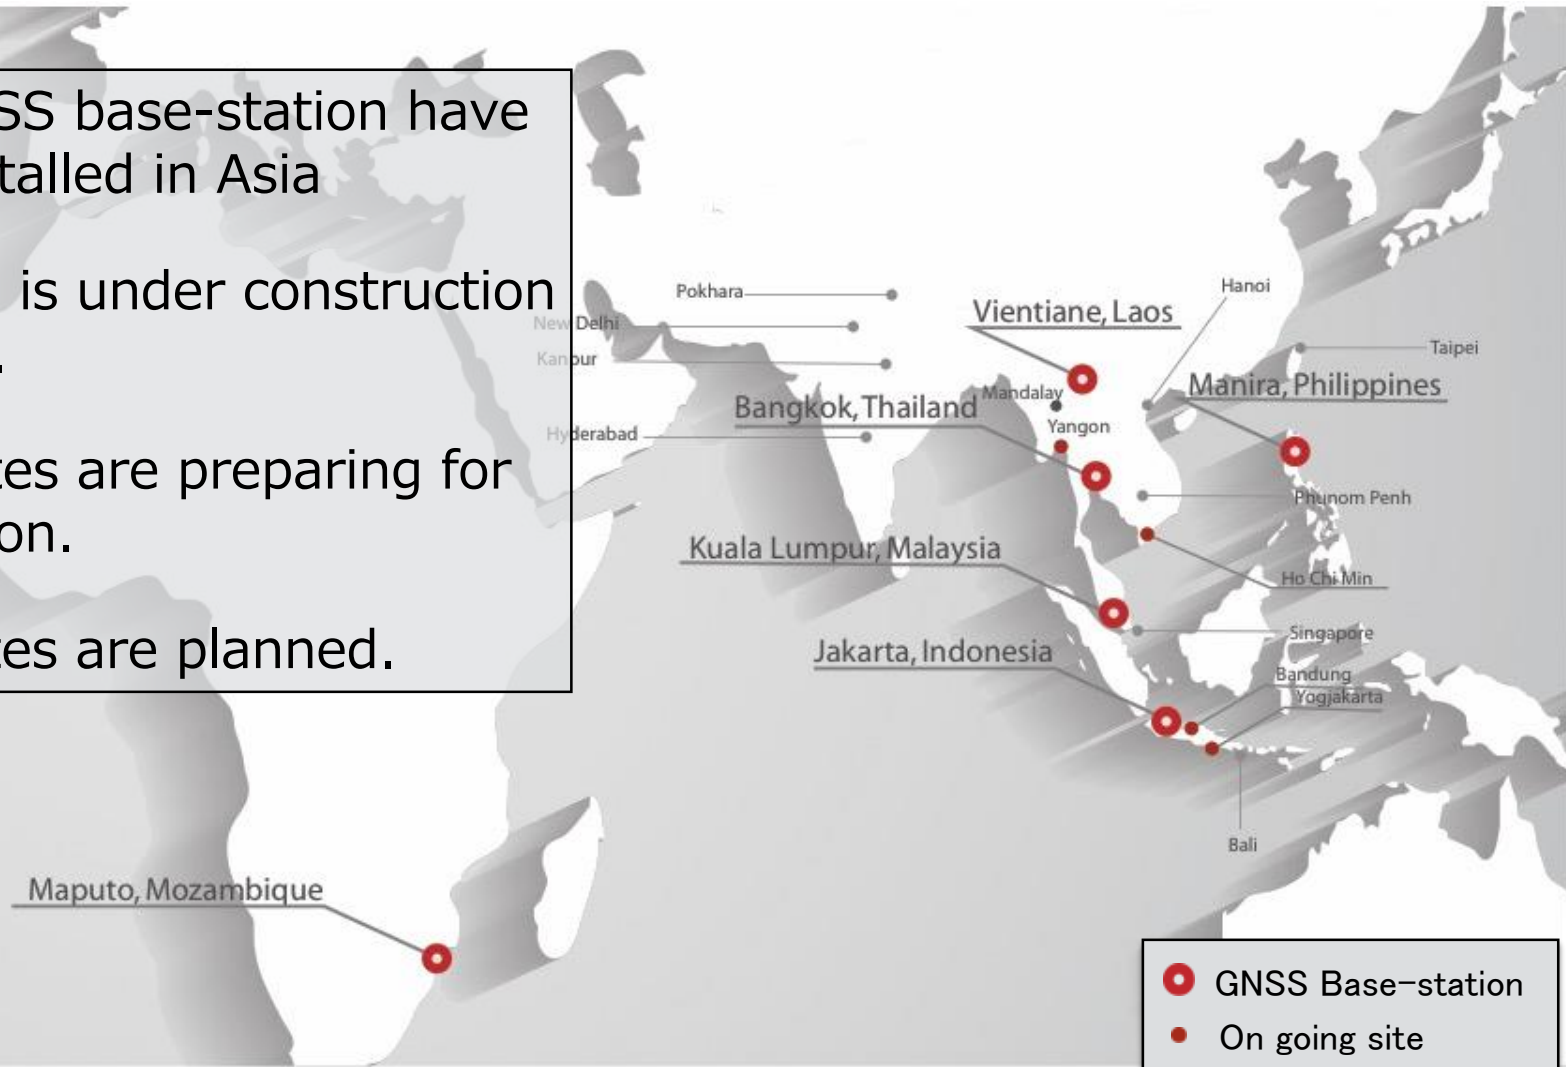 SS base-station have
talled in Asia
is under construction
.
tes are preparing for
on.
tes are planned.
Pokhara
New Delhi
Kanpur
Hyderabad
Vientiane, Laos
Hanoi
Taipei
Mandalay
Manira, Philippines
Bangkok, Thailand
Yangon
Phunom Penh
Kuala Lumpur, Malaysia
Ho Chi Min
Singapore
Jakarta, Indonesia
Bandung
Yogjakarta
Bali
Maputo, Mozambique
GNSS Base-station
On going site